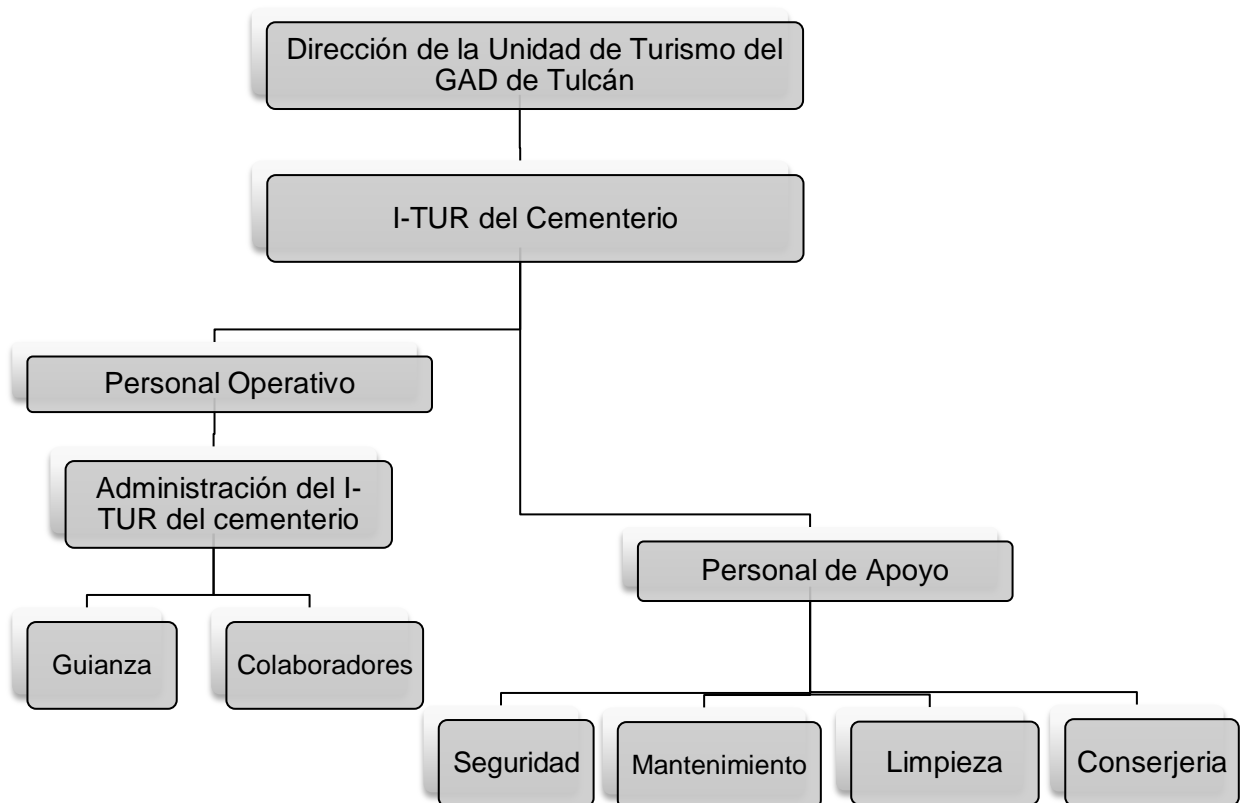 Dirección de la Unidad de Turismo del
GAD de Tulcán
I-TUR del Cementerio
Personal Operativo
Administración del I-
TUR del cementerio
Personal de Apoyo
Guianza
Colaboradores
Seguridad
Mantenimiento
Limpieza
Conserjeria